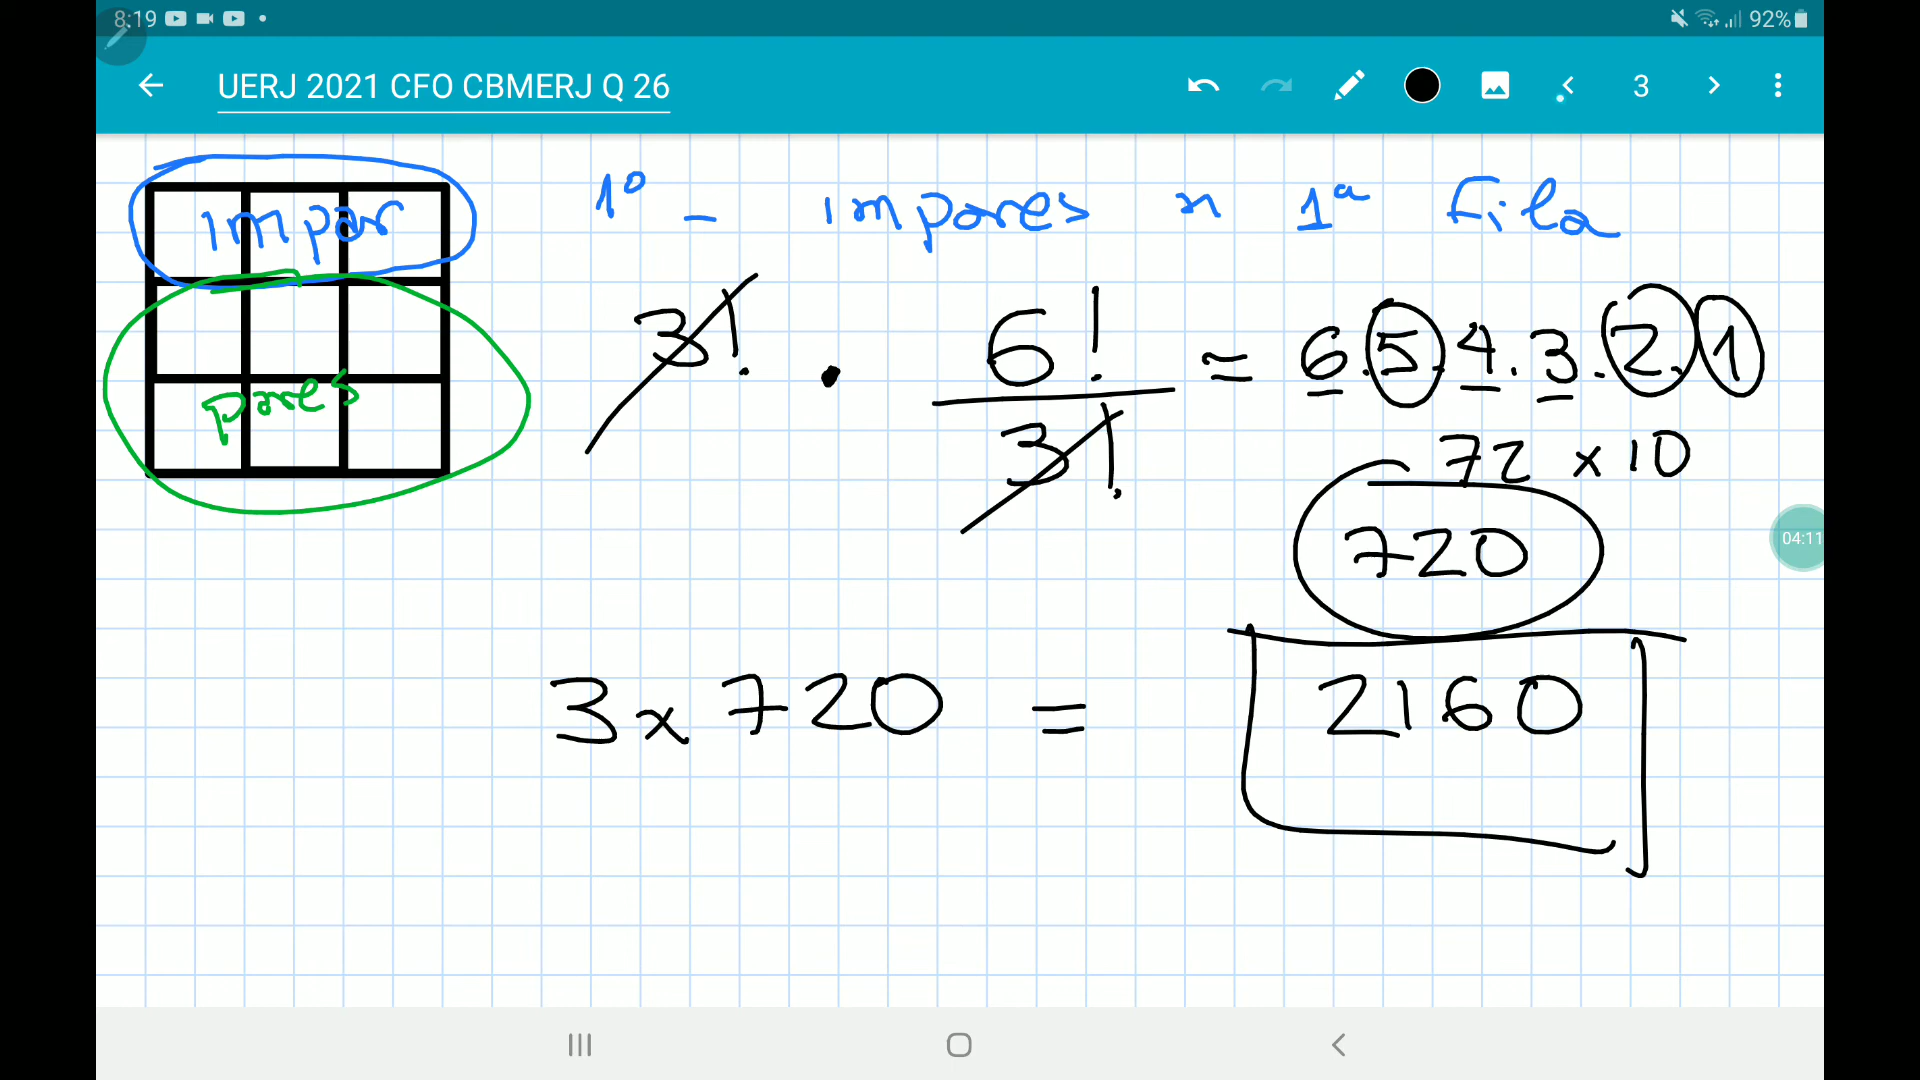 8:19 92%
UERJ 2021 CFO CBMERJ Q 26 3
impar
pares
1º - impares n 1ª Fila
3! . 6!/3! = 6.5.4.3.2.1
72 x 10
720
04:11
3 x 720 = 2160